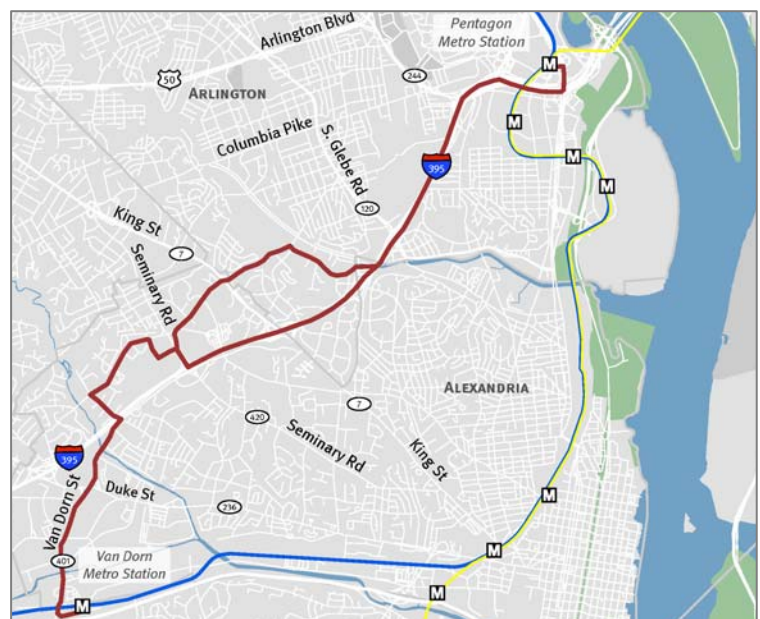 Pentagon
Metro Station
Arlington Blvd
50
244
ARLINGTON
Columbia Pike
S. Glebe Rd
M
M
395
M
M
120
King St
7
Seminary Rd
ALEXANDRIA
7
420
Seminary Rd
King St
395
Van Dorn St
Duke St
236
M
Van Dorn
Metro Station
401
M
M
M